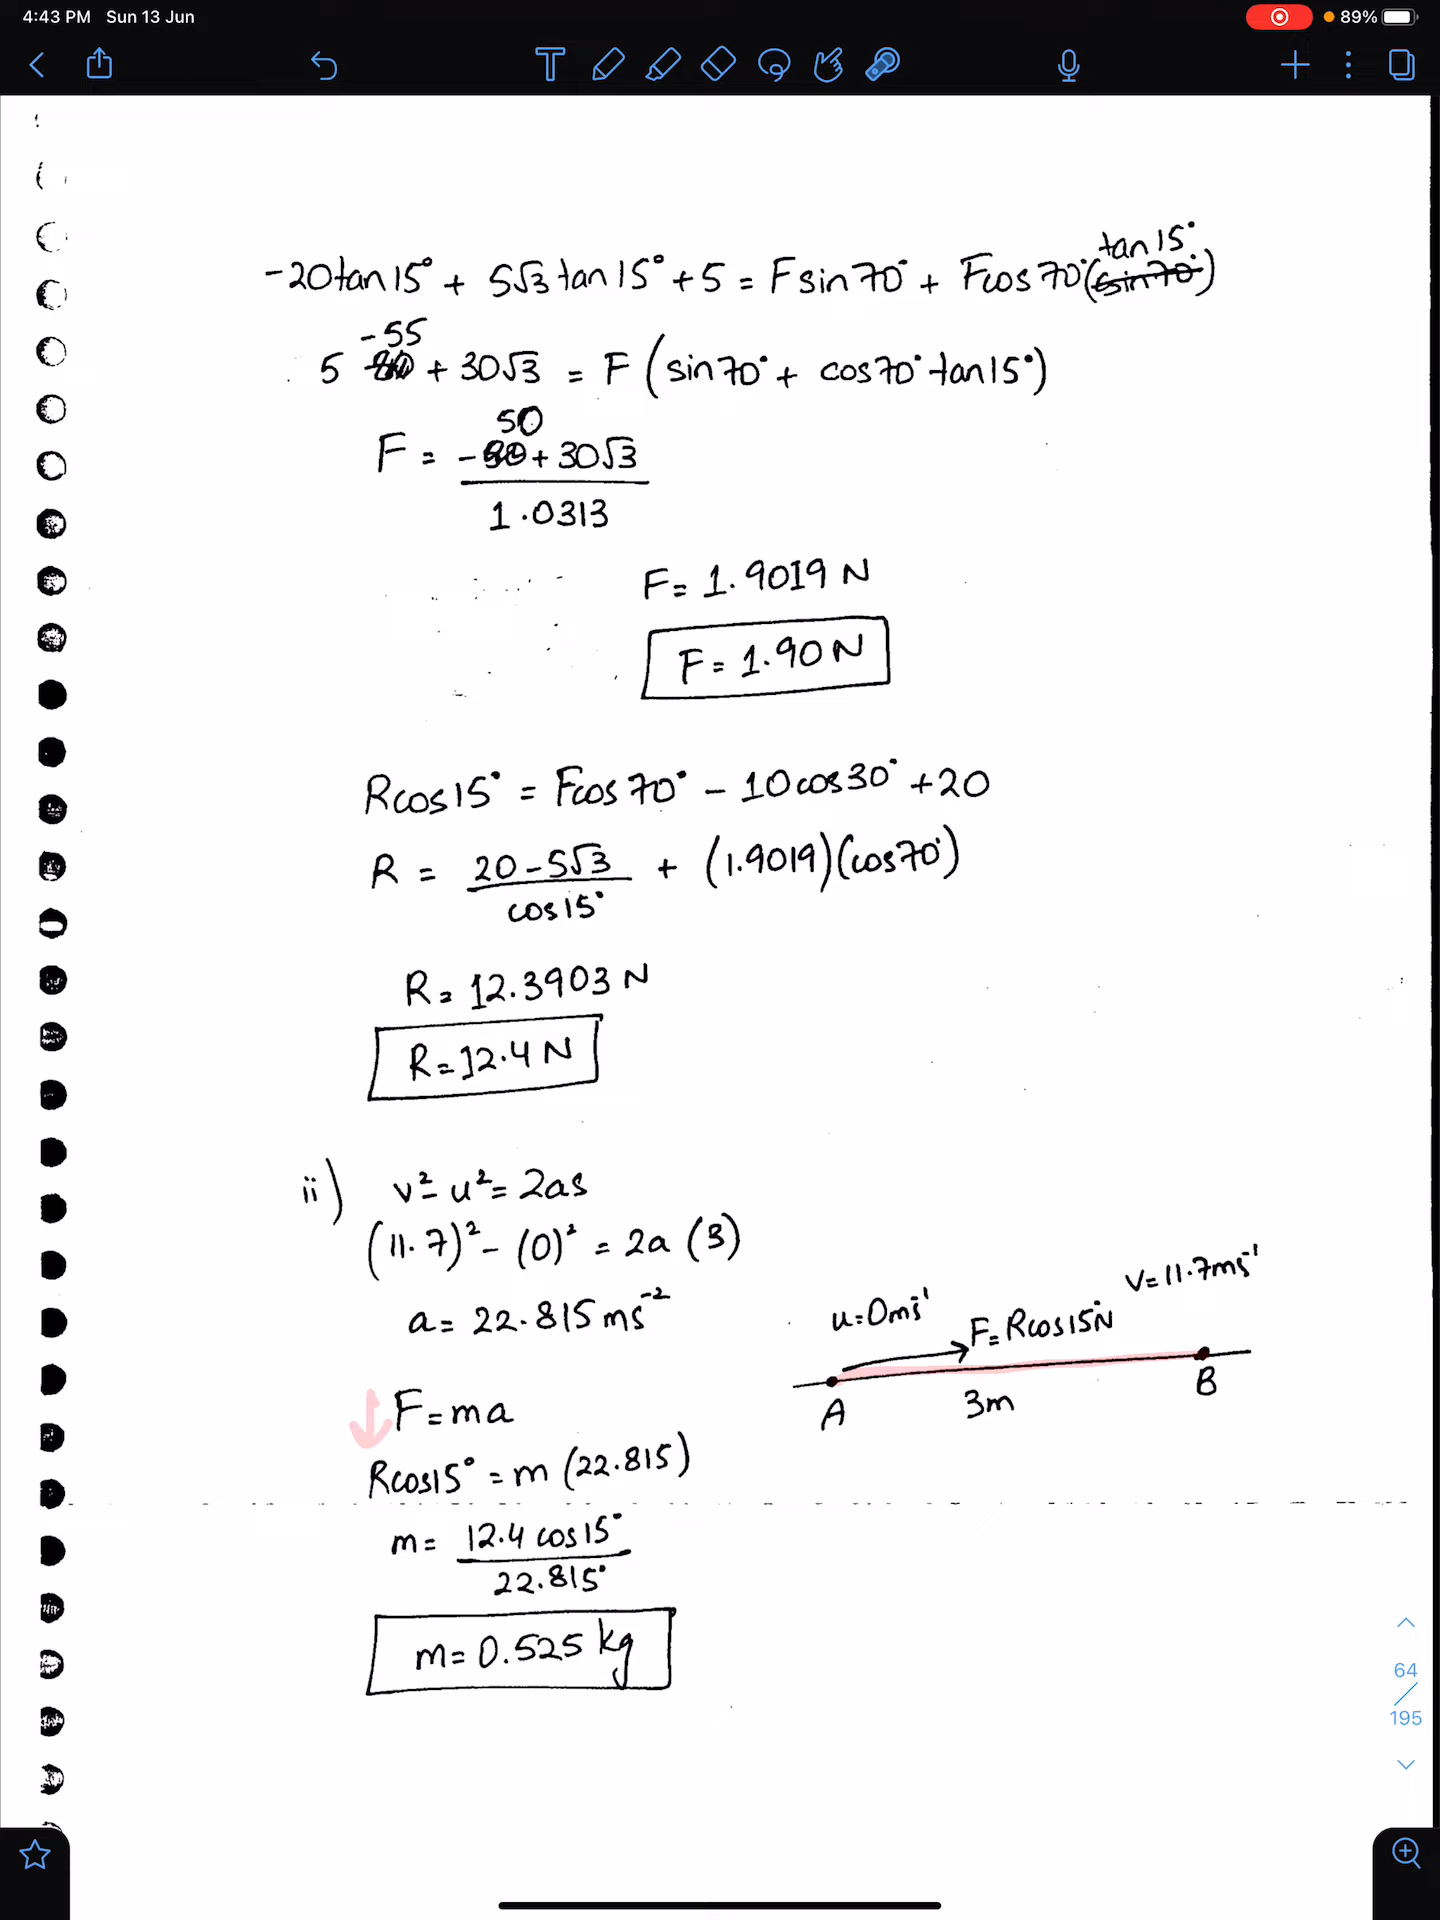 4:43 PM Sun 13 Jun
89%
tan15°
-20tan15° + 5√3 tan15° + 5 = Fsin70° + Fcos70°(sin70°)
-55
5 + 30√3 = F (sin70° + cos70° tan15°)
50
F = - + 30√3
1.0313
F = 1.9019 N
F = 1.90 N
Rcos15° = Fcos70° - 10cos30° + 20
R = 20-5√3 + (1.9019)(cos70°)
cos15°
R = 12.3903 N
R = 12.4 N
ii) v² - u² = 2as
(11.7)² - (0)² = 2a (3)
v = 11.7ms⁻¹
a = 22.815 ms⁻²
u = 0ms⁻¹
F = Rcos15°N
A 3m B
F = ma
Rcos15° = m (22.815)
m = 12.4 cos15°
22.815°
m = 0.525 kg
64
/
195